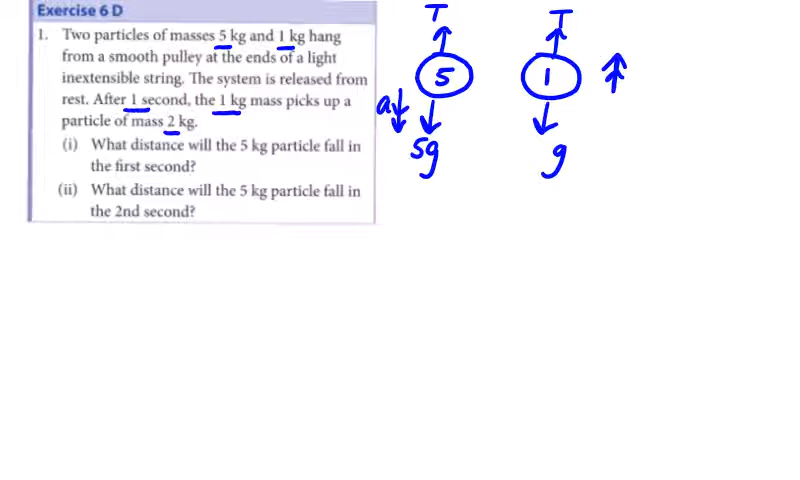 Exercise 6 D
1. Two particles of masses 5 kg and 1 kg hang
from a smooth pulley at the ends of a light
inextensible string. The system is released from
rest. After 1 second, the 1 kg mass picks up a
particle of mass 2 kg.
(i) What distance will the 5 kg particle fall in
the first second?
(ii) What distance will the 5 kg particle fall in
the 2nd second?
T T
5 1
a
5g g